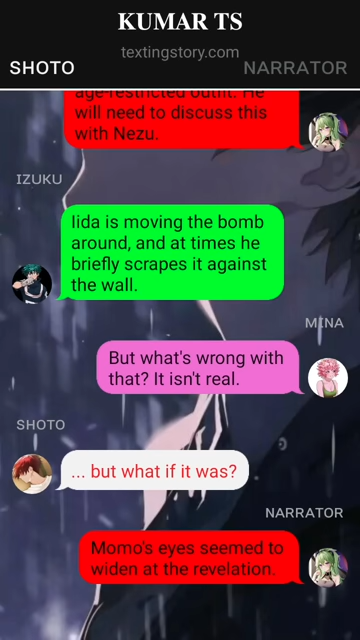 KUMAR TS
textingstory.com
SHOTO
NARRATOR
age-restricted outfit. He
will need to discuss this
with Nezu.
IZUKU
Iida is moving the bomb
around, and at times he
briefly scrapes it against
the wall.
MINA
But what's wrong with
that? It isn't real.
SHOTO
... but what if it was?
NARRATOR
Momo's eyes seemed to
widen at the revelation.